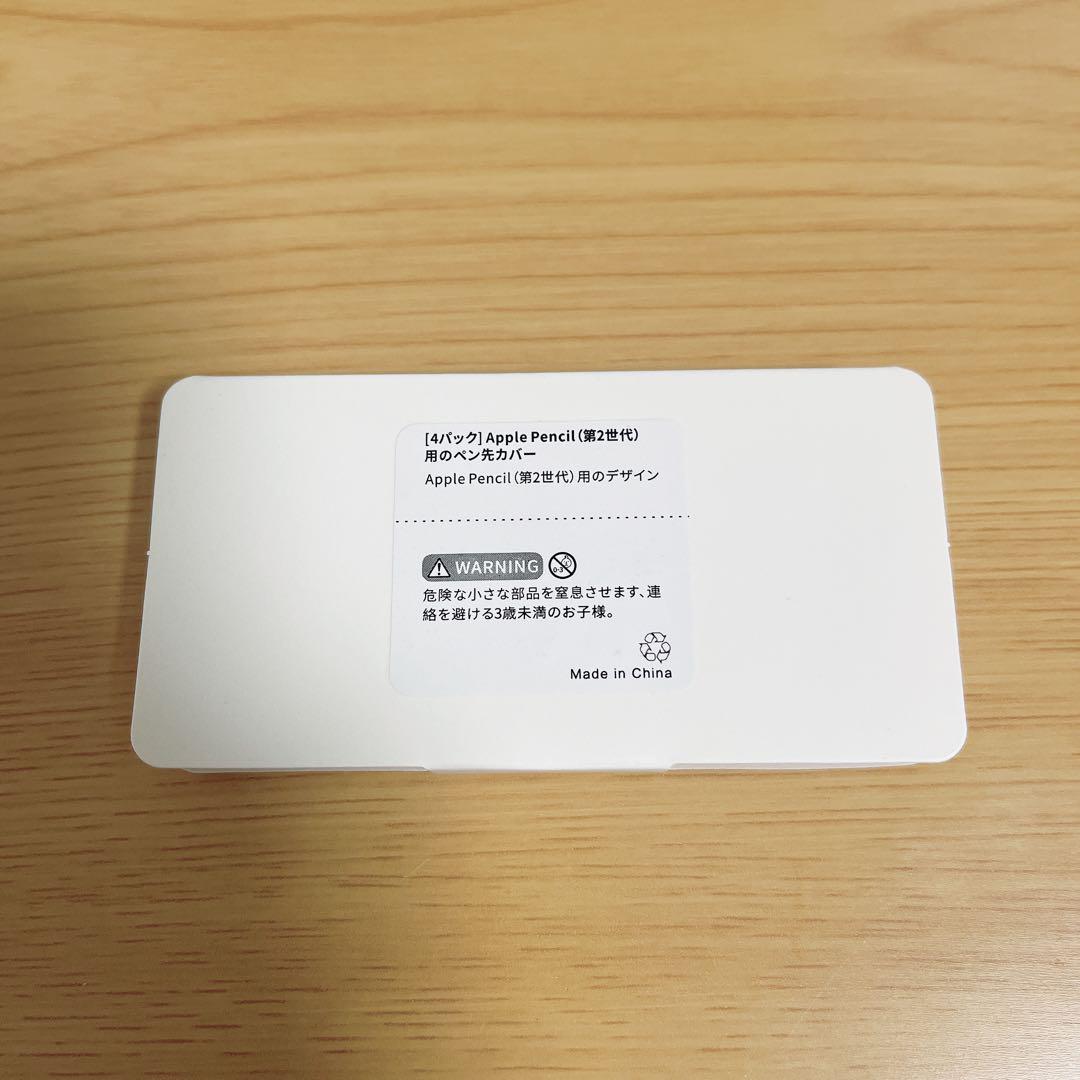 [4パック] Apple Pencil（第2世代）
用のペン先カバー
Apple Pencil（第2世代）用のデザイン
WARNING
0-3
危険な小さな部品を窒息させます、連
絡を避ける3歳未満のお子様。
Made in China